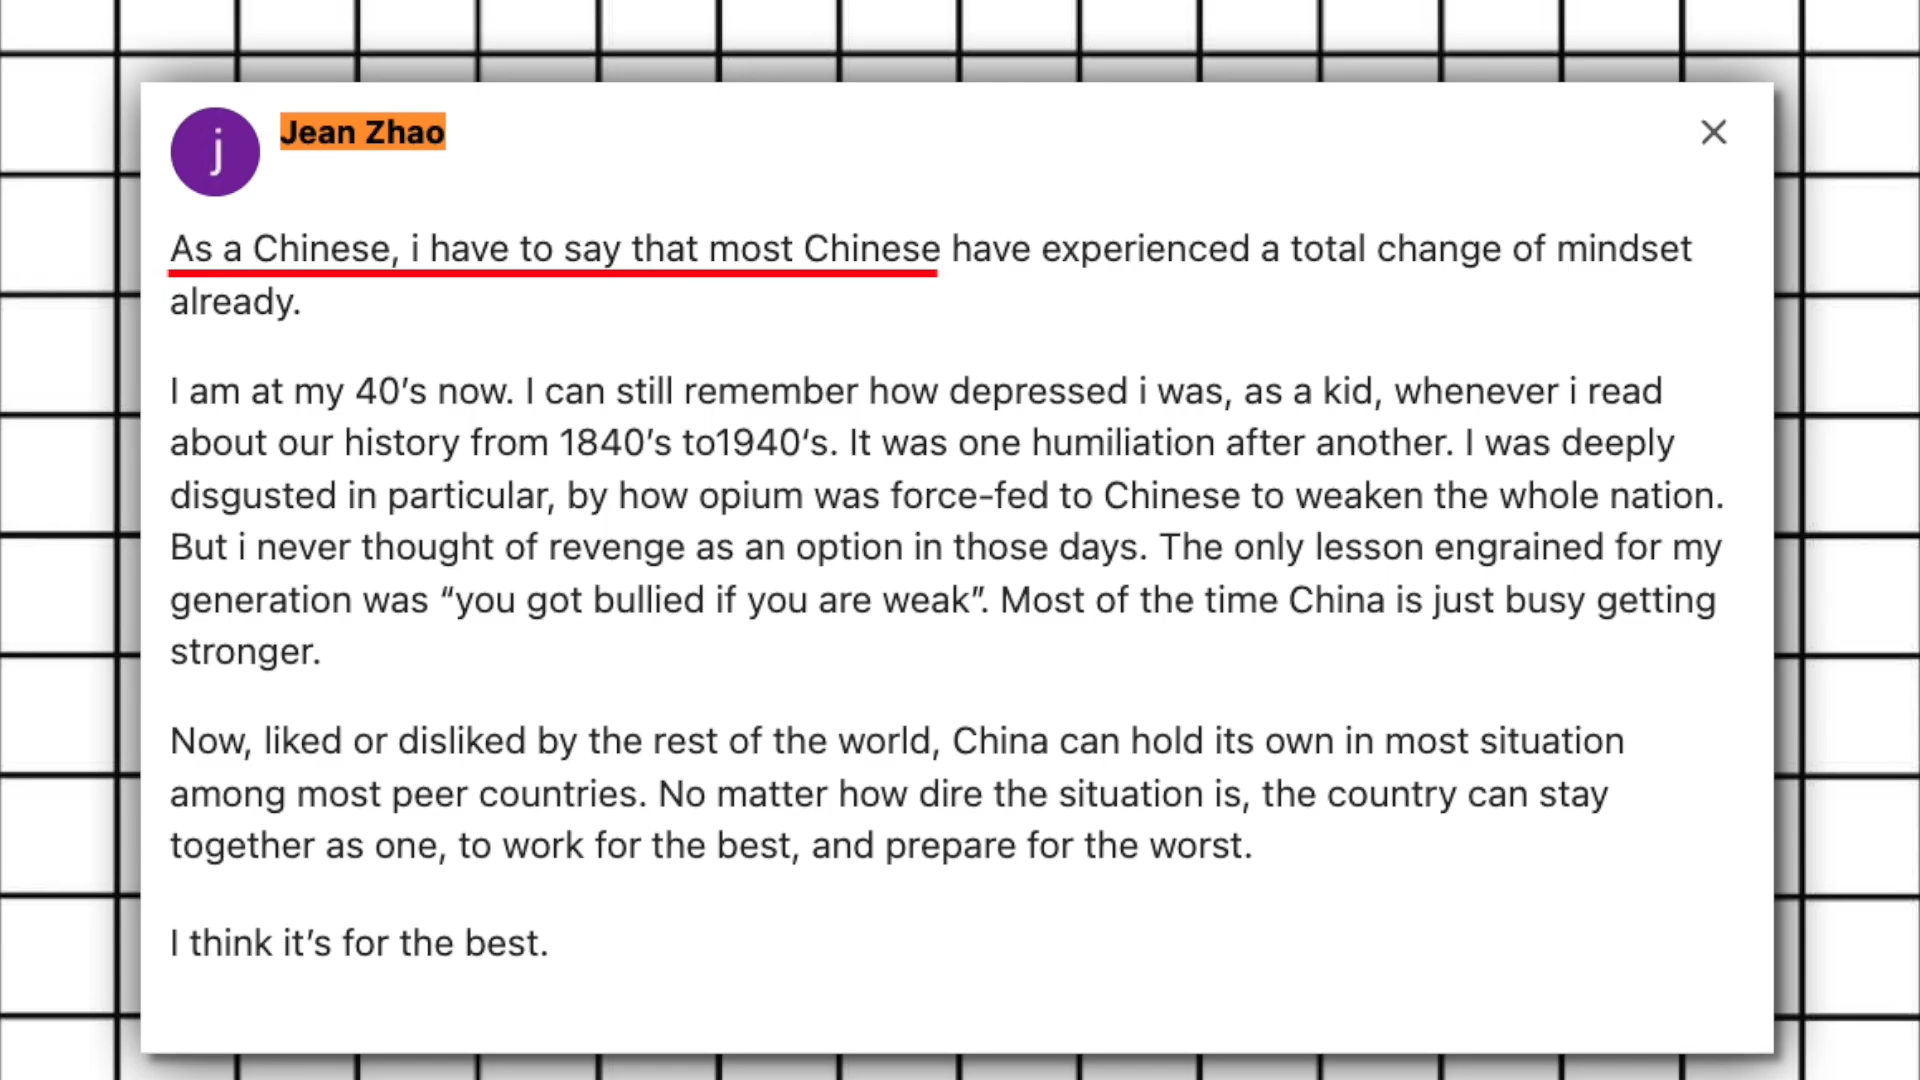 j
Jean Zhao
As a Chinese, i have to say that most Chinese have experienced a total change of mindset
already.
I am at my 40’s now. I can still remember how depressed i was, as a kid, whenever i read
about our history from 1840’s to1940‘s. It was one humiliation after another. I was deeply
disgusted in particular, by how opium was force-fed to Chinese to weaken the whole nation.
But i never thought of revenge as an option in those days. The only lesson engrained for my
generation was “you got bullied if you are weak”. Most of the time China is just busy getting
stronger.
Now, liked or disliked by the rest of the world, China can hold its own in most situation
among most peer countries. No matter how dire the situation is, the country can stay
together as one, to work for the best, and prepare for the worst.
I think it’s for the best.